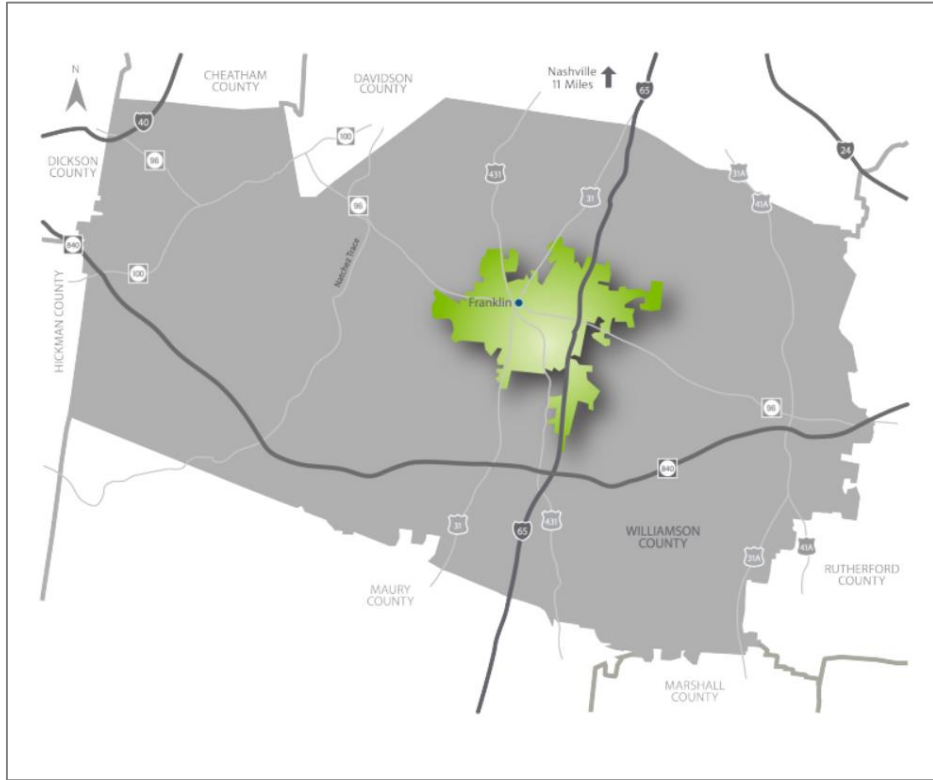 N
CHEATHAM
COUNTY
DAVIDSON
COUNTY
Nashville
11 Miles
65
40
100
96
DICKSON
COUNTY
24
431
31A
31
41A
96
840
100
Natchez Trace
Franklin
HICKMAN COUNTY
96
840
31
65
431
WILLIAMSON
COUNTY
31A
41A
RUTHERFORD
COUNTY
MAURY
COUNTY
MARSHALL
COUNTY